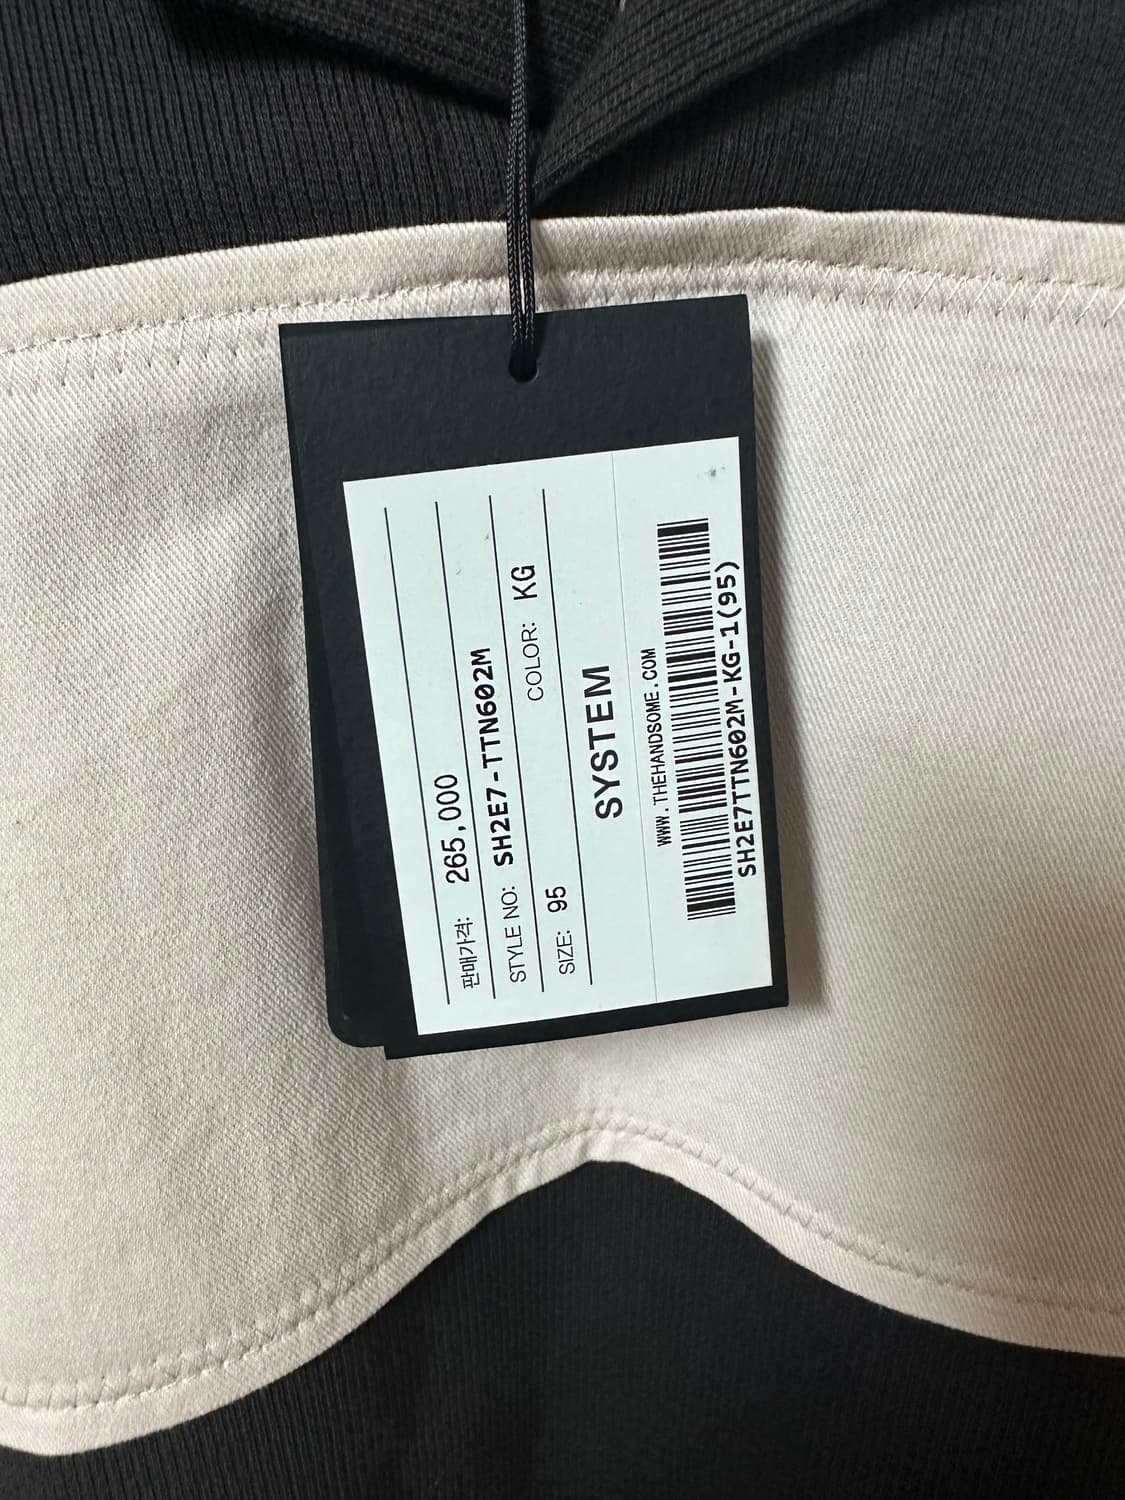 판매가격: 265,000
STYLE NO: SH2E7-TTN602M
SIZE: 95 COLOR: KG
SYSTEM
WWW.THEHANDSOME.COM
SH2E7TTN602M-KG-1(95)